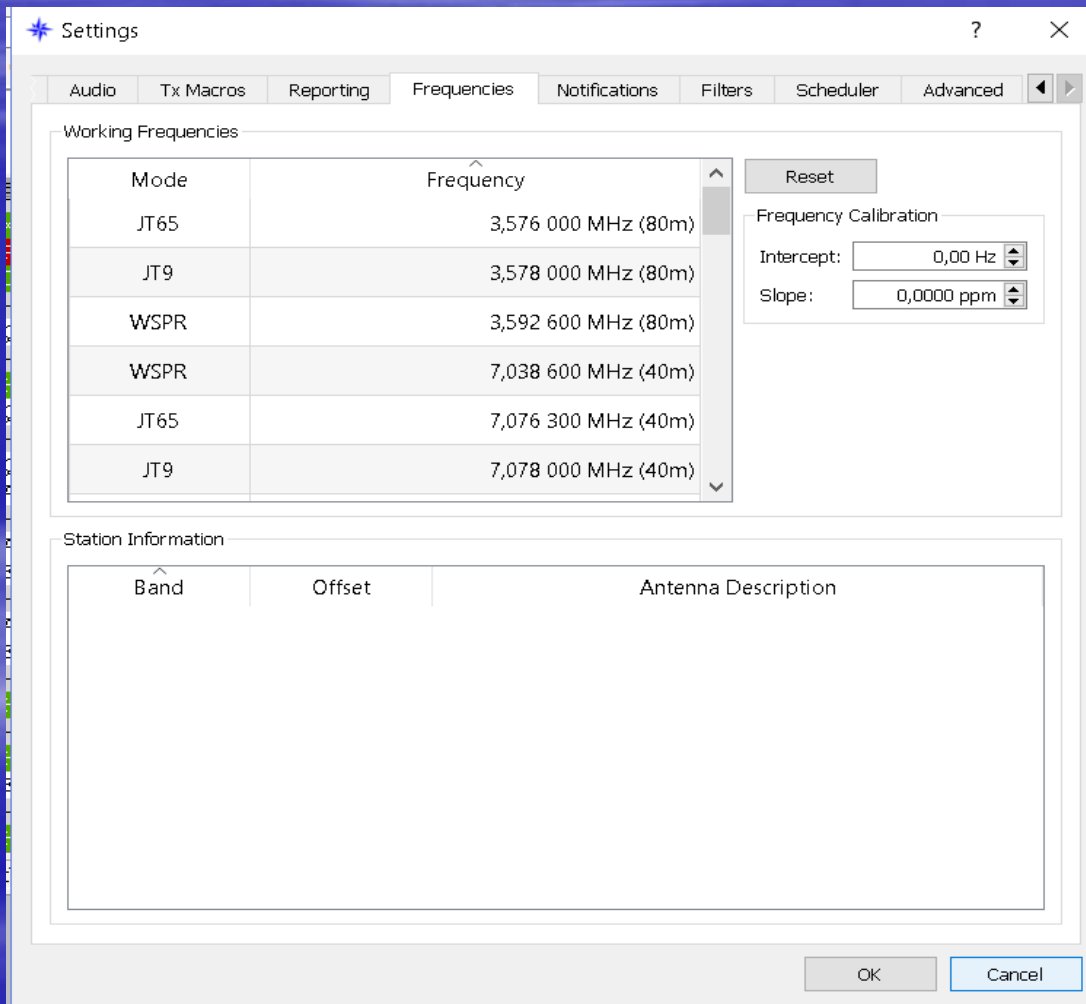 Settings
Audio Tx Macros Reporting Frequencies Notifications Filters Scheduler Advanced
Working Frequencies
Mode Frequency
JT65 3,576 000 MHz (80m)
JT9 3,578 000 MHz (80m)
WSPR 3,592 600 MHz (80m)
WSPR 7,038 600 MHz (40m)
JT65 7,076 300 MHz (40m)
JT9 7,078 000 MHz (40m)
Reset
Frequency Calibration
Intercept: 0,00 Hz
Slope: 0,0000 ppm
Station Information
Band Offset Antenna Description
OK Cancel